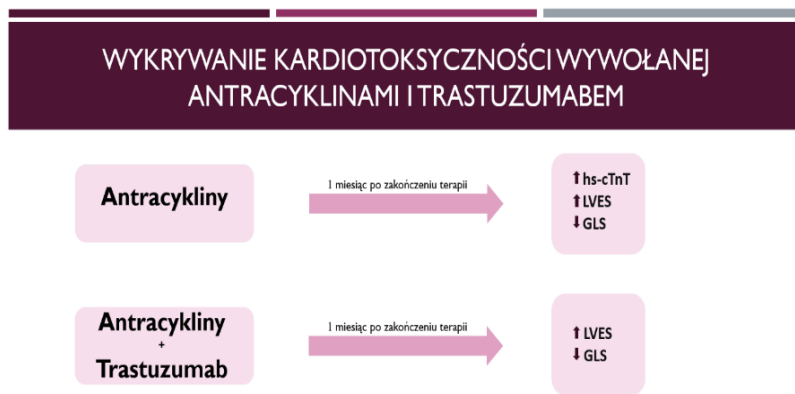 WYKRYWANIE KARDIOTOKSYCZNOŚCI WYWOŁANEJ
ANTRACYKLINAMI I TRASTUZUMABEM
Antracykliny
1 miesiąc po zakończeniu terapii
⬆hs-cTnT
⬆LVES
⬇GLS
Antracykliny
+
Trastuzumab
1 miesiąc po zakończeniu terapii
⬆LVES
⬇GLS